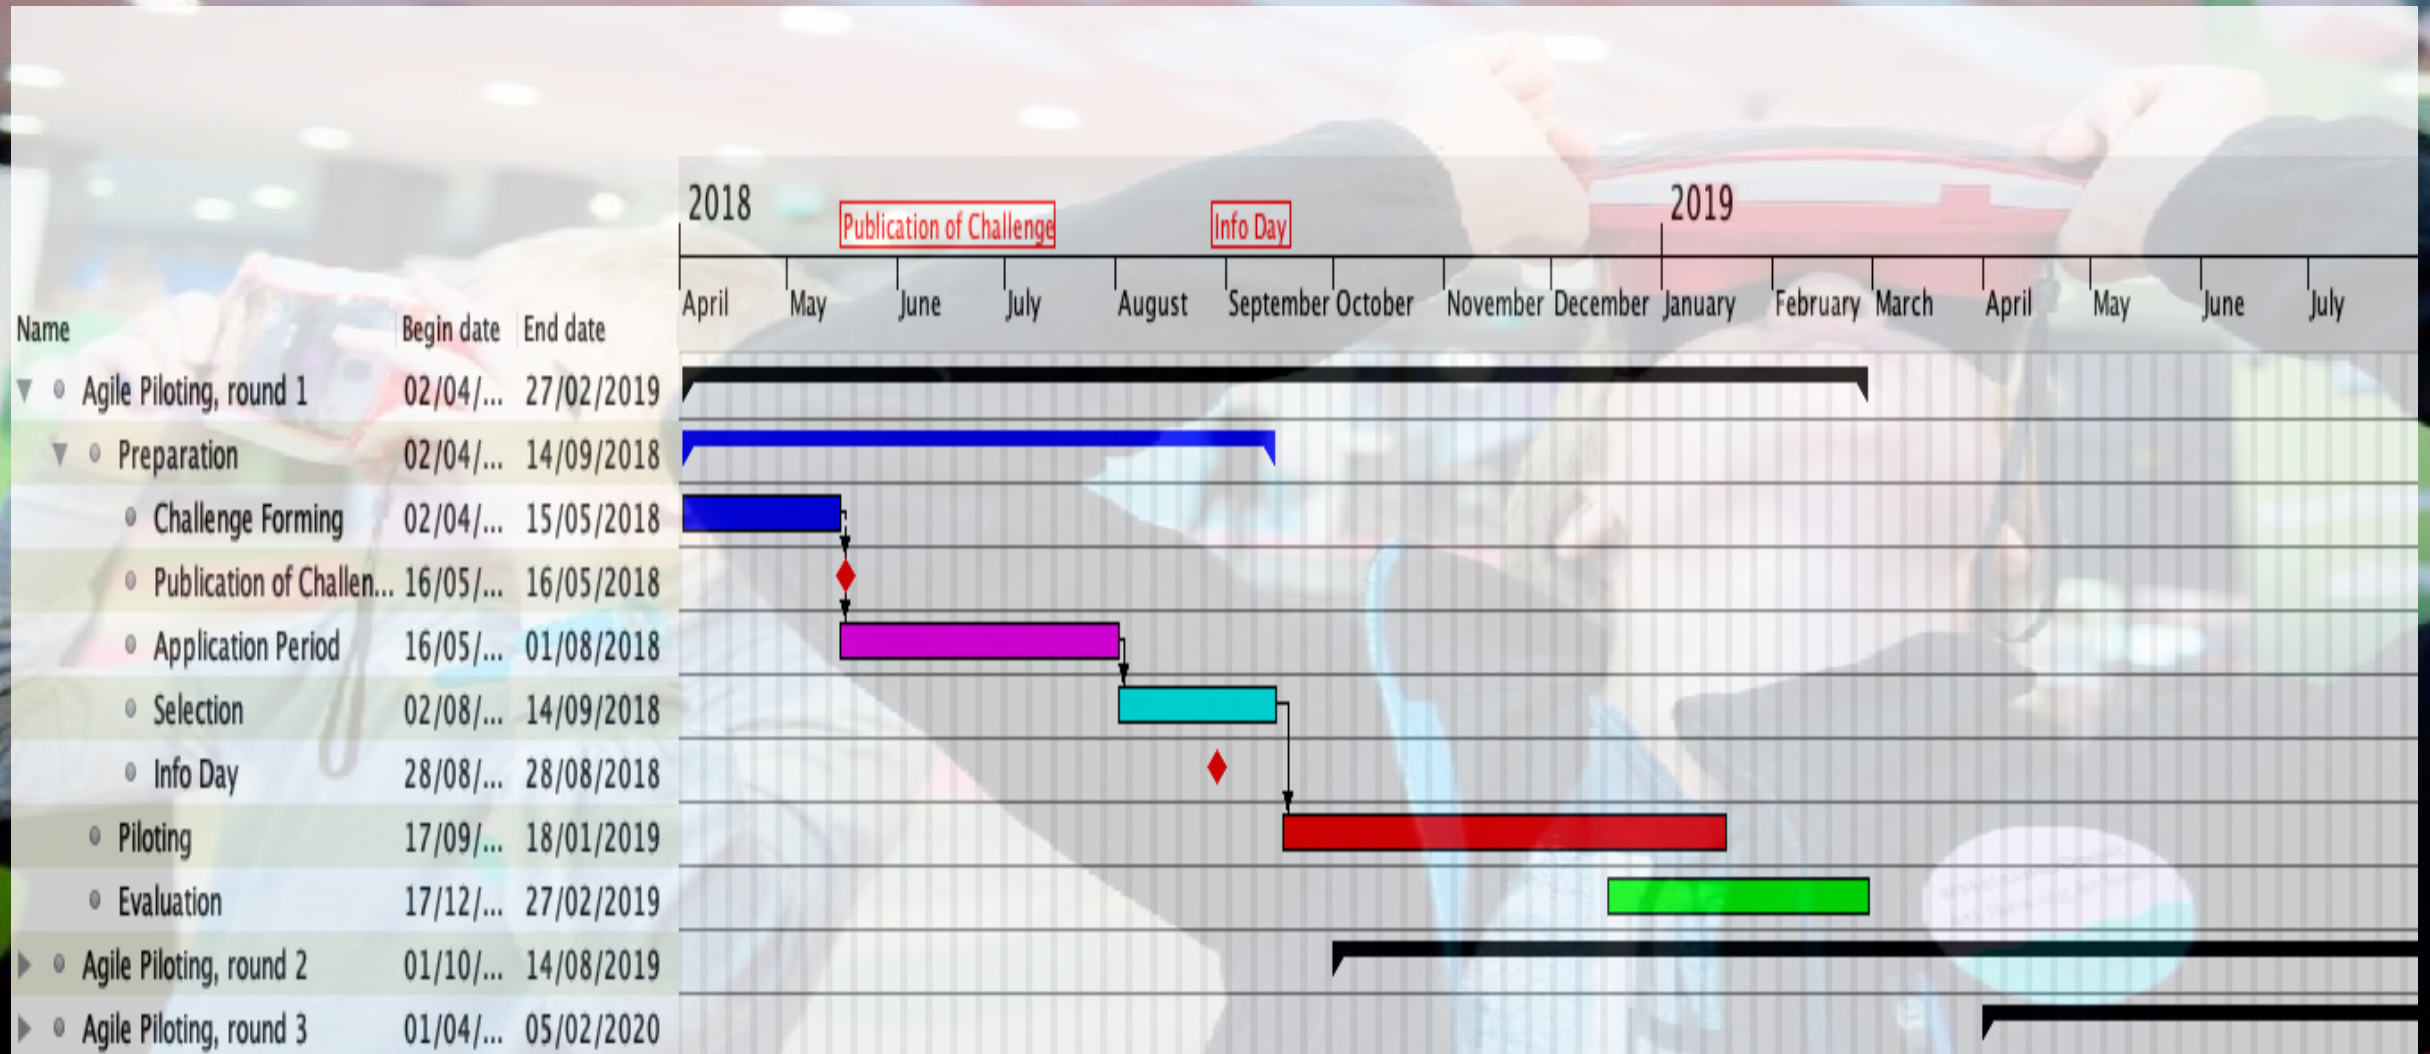 2018
Publication of Challenge
Info Day
2019
April May June July August September October November December January February March April May June July
Name Begin date End date
Agile Piloting, round 1 02/04/... 27/02/2019
Preparation 02/04/... 14/09/2018
Challenge Forming 02/04/... 15/05/2018
Publication of Challen... 16/05/... 16/05/2018
Application Period 16/05/... 01/08/2018
Selection 02/08/... 14/09/2018
Info Day 28/08/... 28/08/2018
Piloting 17/09/... 18/01/2019
Evaluation 17/12/... 27/02/2019
Agile Piloting, round 2 01/10/... 14/08/2019
Agile Piloting, round 3 01/04/... 05/02/2020